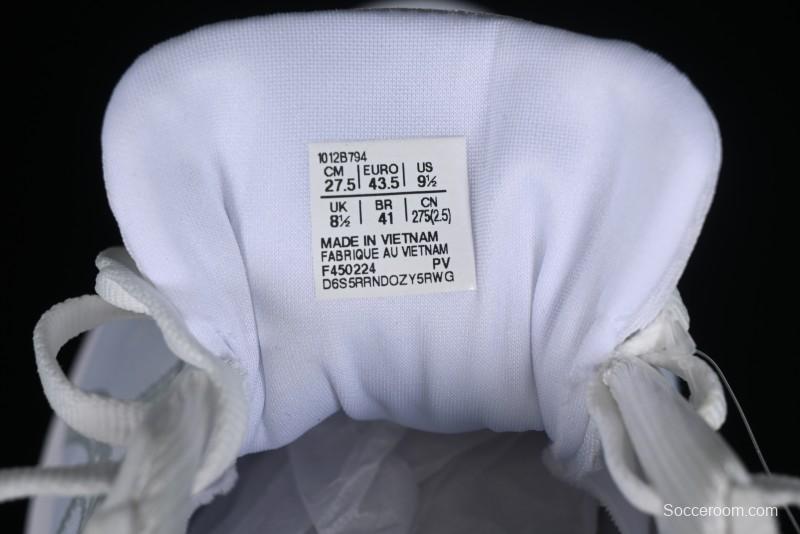 1012B794
CM EURO US
27.5 43.5 9½
UK BR CN
8½ 41 275(2.5)
MADE IN VIETNAM
FABRIQUE AU VIETNAM
F450224 PV
D6S5RRNDOZY5RWG
Socceroom.com